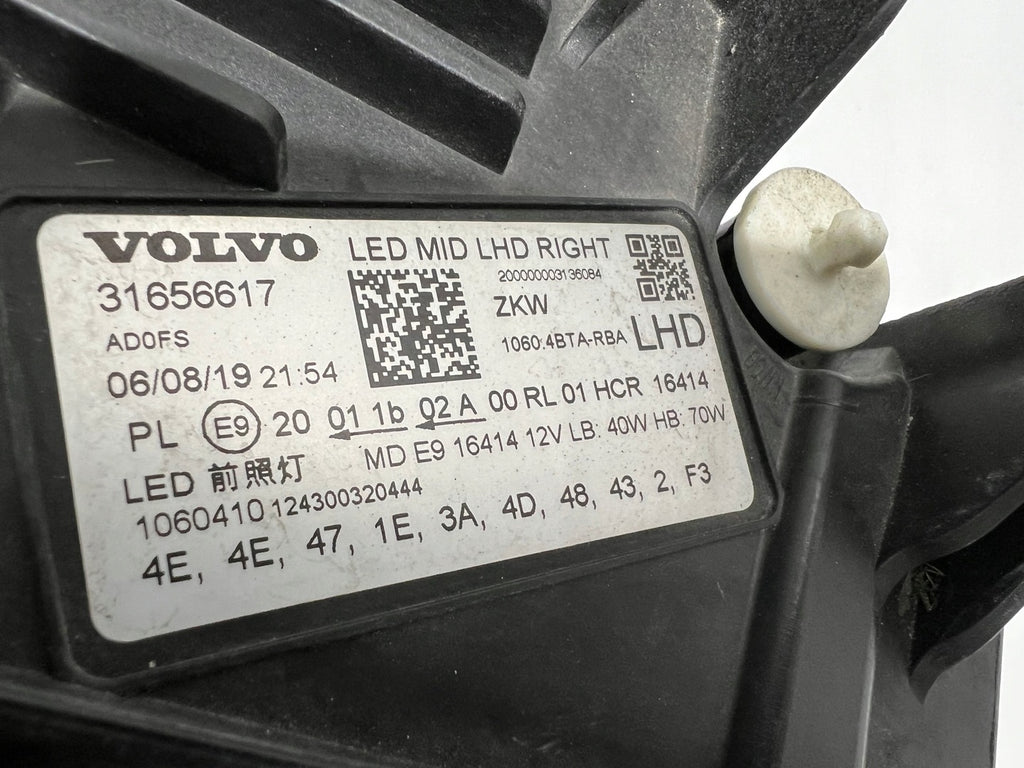 VOLVO LED MID LHD RIGHT
31656617 200000003136084
ZKW
AD0FS 1060.4BTA-RBA LHD
06/08/19 21:54
PL E9 20 01 1b 02 A 00 RL 01 HCR 16414
LED 前照灯 MD E9 16414 12V LB: 40W HB: 70W
1060410 124300320444
4E, 4E, 47, 1E, 3A, 4D, 48, 43, 2, F3